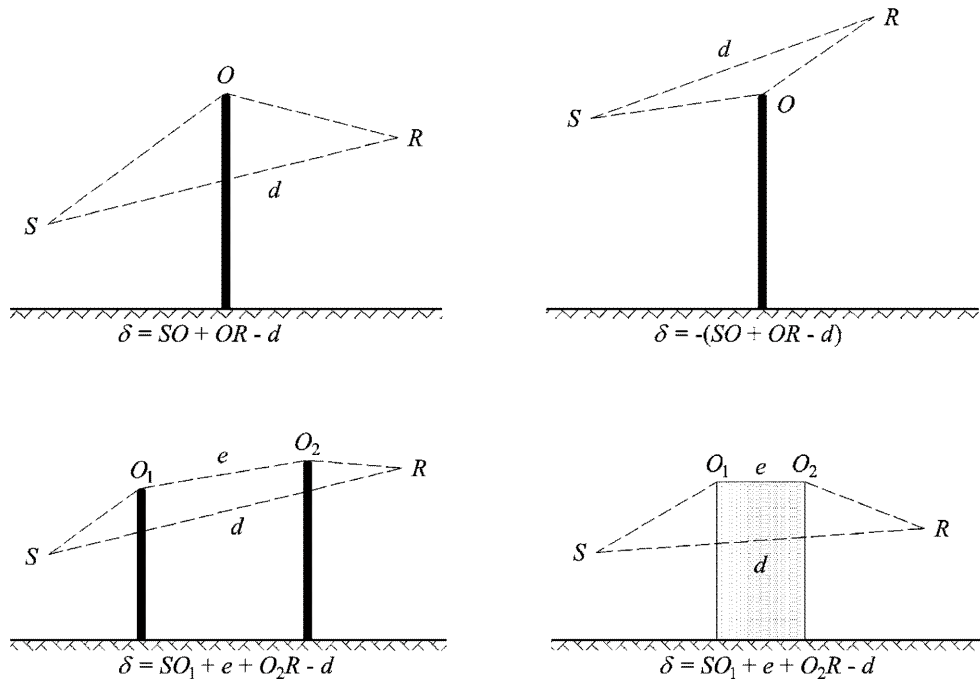 O
R
d
S
δ = SO + OR - d
R
d
O
S
δ = -(SO + OR - d)
O₂
e
O₁
R
d
S
δ = SO₁ + e + O₂R - d
O₁ e O₂
R
S
d
δ = SO₁ + e + O₂R - d